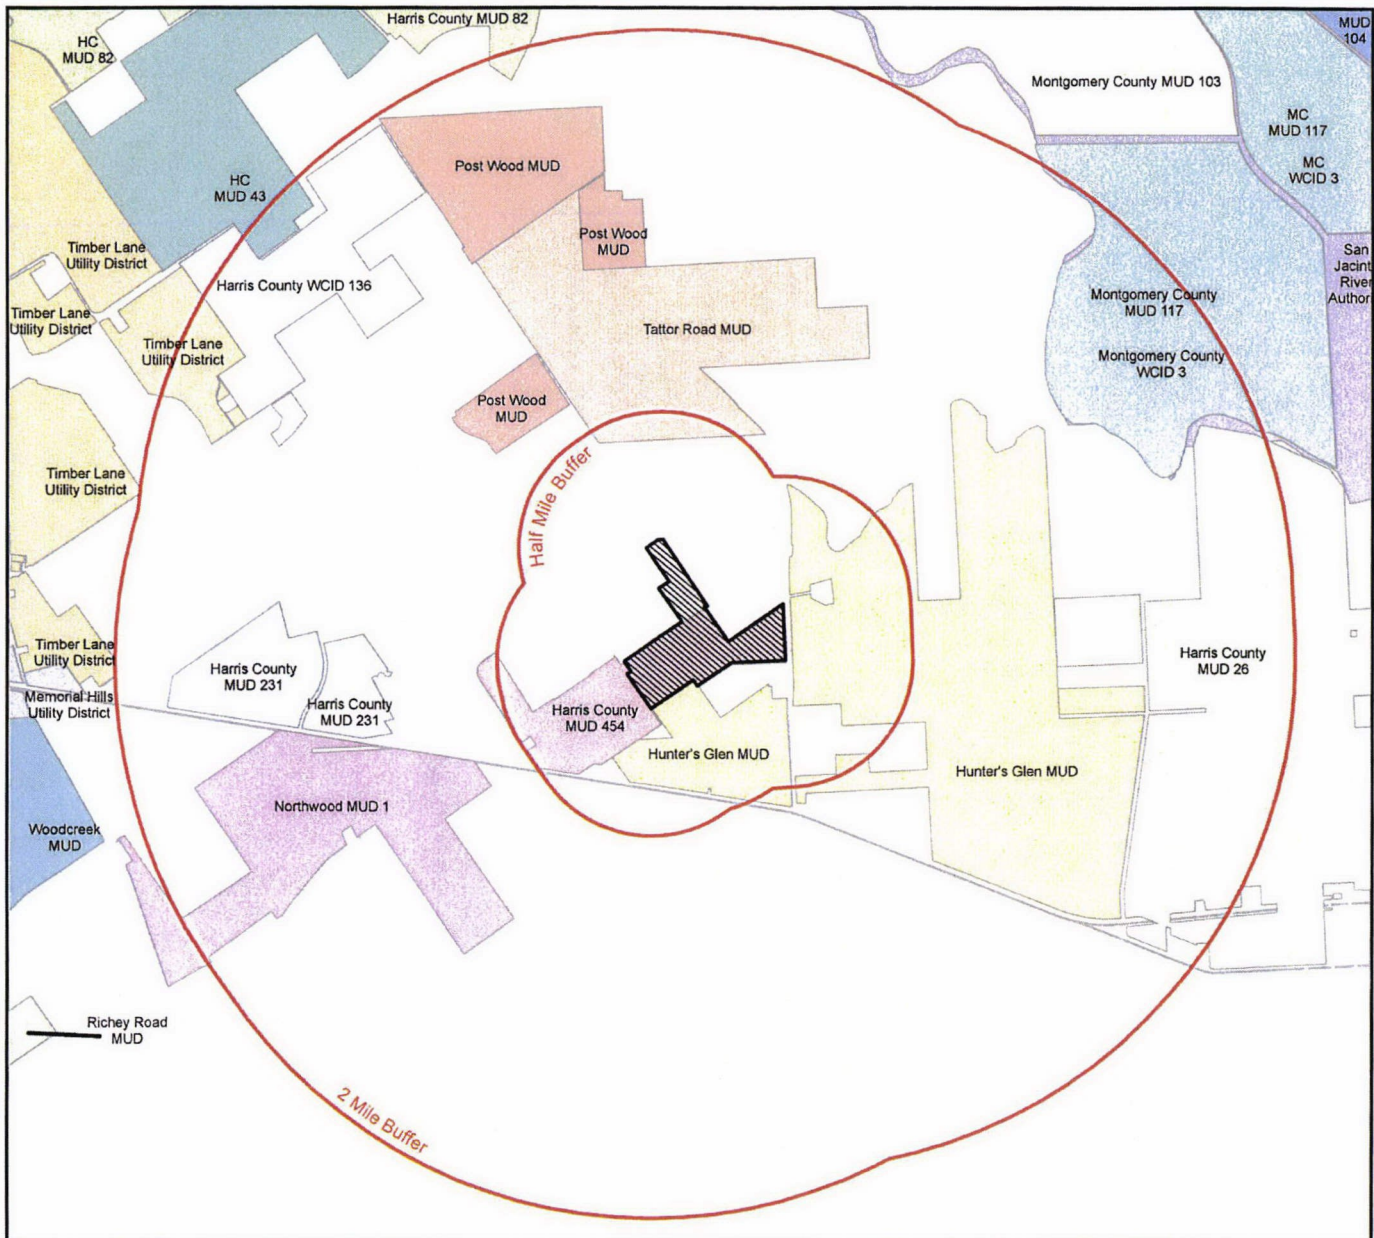 Harris County MUD 82
HC
MUD 82
MUD
104
Montgomery County MUD 103
MC
MUD 117
MC
WCID 3
Post Wood MUD
HC
MUD 43
Post Wood
MUD
Timber Lane
Utility District
San
Jacint
River
Author
Harris County WCID 136
Montgomery County
MUD 117
Timber Lane
Utility District
Tattor Road MUD
Timber Lane
Utility District
Montgomery County
WCID 3
Post Wood
MUD
Half Mile Buffer
Timber Lane
Utility District
Timber Lane
Utility District
Harris County
MUD 231
Harris County
MUD 26
Memorial Hills
Utility District
Harris County
MUD 231
Harris County
MUD 454
Hunter's Glen MUD
Hunter's Glen MUD
Northwood MUD 1
Woodcreek
MUD
Richey Road
MUD
2 Mile Buffer